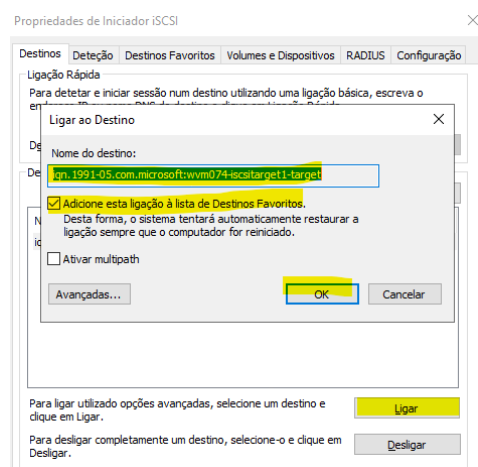 Propriedades de Iniciador iSCSI
Destinos Deteção Destinos Favoritos Volumes e Dispositivos RADIUS Configuração
Ligação Rápida
Para detetar e iniciar sessão num destino utilizando uma ligação básica, escreva o
Ligar ao Destino
Nome do destino:
iqn.1991-05.com.microsoft:wvm074-iscsitarget1-target
Adicione esta ligação à lista de Destinos Favoritos.
Desta forma, o sistema tentará automaticamente restaurar a
ligação sempre que o computador for reiniciado.
Ativar multipath
Avançadas... OK Cancelar
Para ligar utilizado opções avançadas, selecione um destino e
clique em Ligar.
Ligar
Para desligar completamente um destino, selecione-o e clique em
Desligar.
Desligar